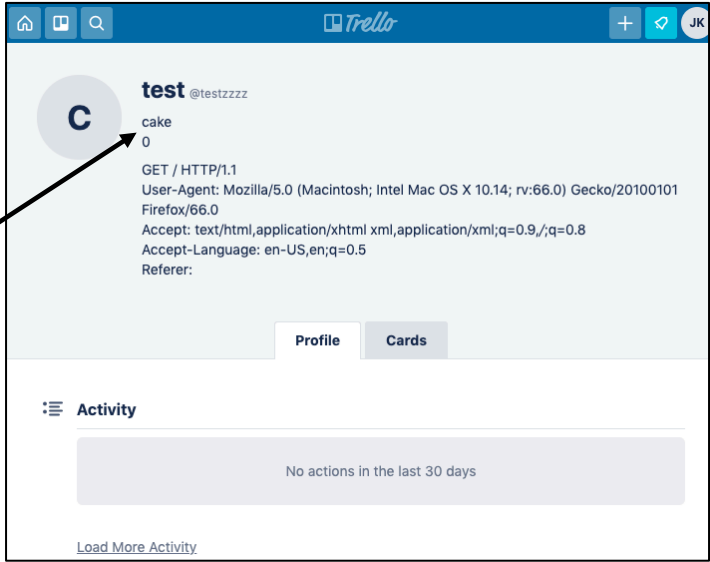 Trello
JK
C
test @testzzzz
cake
0
GET / HTTP/1.1
User-Agent: Mozilla/5.0 (Macintosh; Intel Mac OS X 10.14; rv:66.0) Gecko/20100101
Firefox/66.0
Accept: text/html,application/xhtml xml,application/xml;q=0.9,/;q=0.8
Accept-Language: en-US,en;q=0.5
Referer:
Profile Cards
Activity
No actions in the last 30 days
Load More Activity